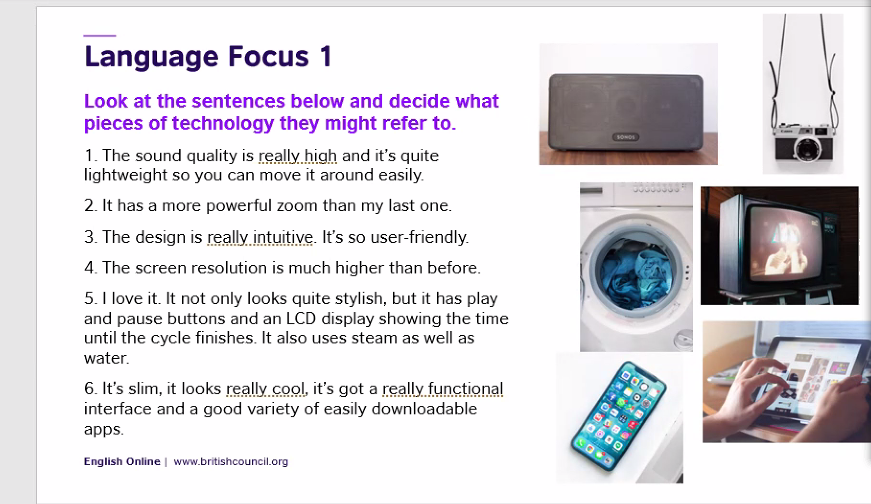 Language Focus 1
Look at the sentences below and decide what
pieces of technology they might refer to.
1. The sound quality is really high and it's quite
lightweight so you can move it around easily.
2. It has a more powerful zoom than my last one.
3. The design is really intuitive. It's so user-friendly.
4. The screen resolution is much higher than before.
5. I love it. It not only looks quite stylish, but it has play
and pause buttons and an LCD display showing the time
until the cycle finishes. It also uses steam as well as
water.
6. It's slim, it looks really cool, it's got a really functional
interface and a good variety of easily downloadable
apps.
English Online | www.britishcouncil.org
SONOS
Canon